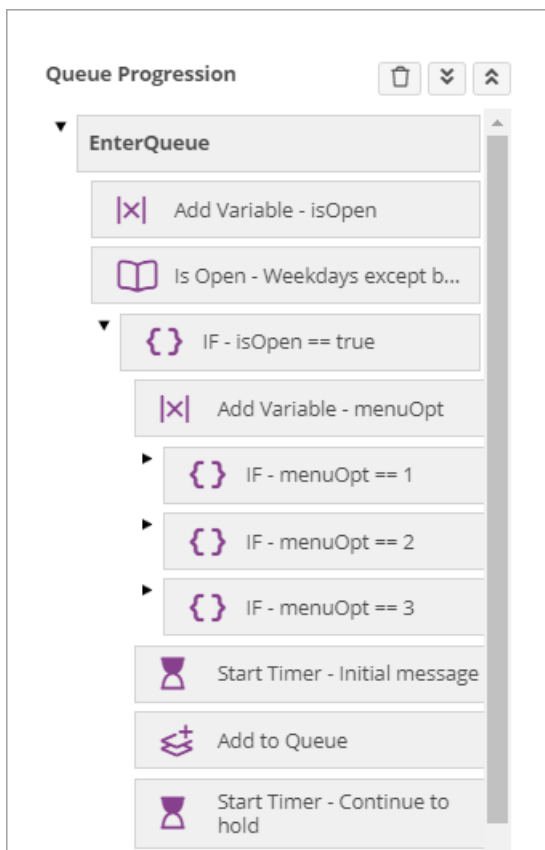 Queue Progression
EnterQueue
Add Variable - isOpen
Is Open - Weekdays except b...
IF - isOpen == true
Add Variable - menuOpt
IF - menuOpt == 1
IF - menuOpt == 2
IF - menuOpt == 3
Start Timer - Initial message
Add to Queue
Start Timer - Continue to
hold